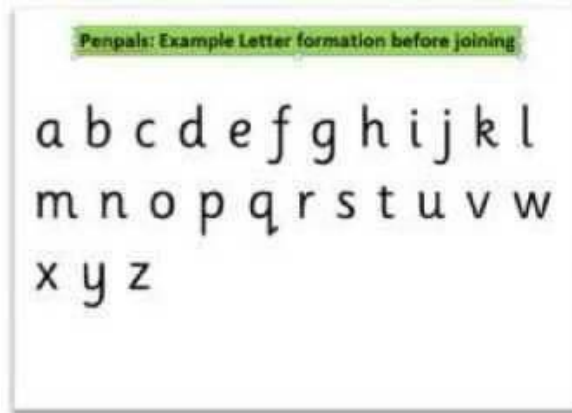 Penpals: Example Letter formation before joining
a b c d e f g h i j k l
m n o p q r s t u v w
x y z